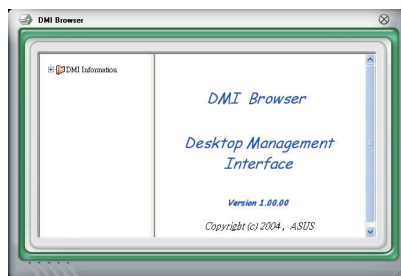 DMI Browser
DMI Information
DMI Browser
Desktop Management
Interface
Version 1.00.00
Copyright (c) 2004, ASUS